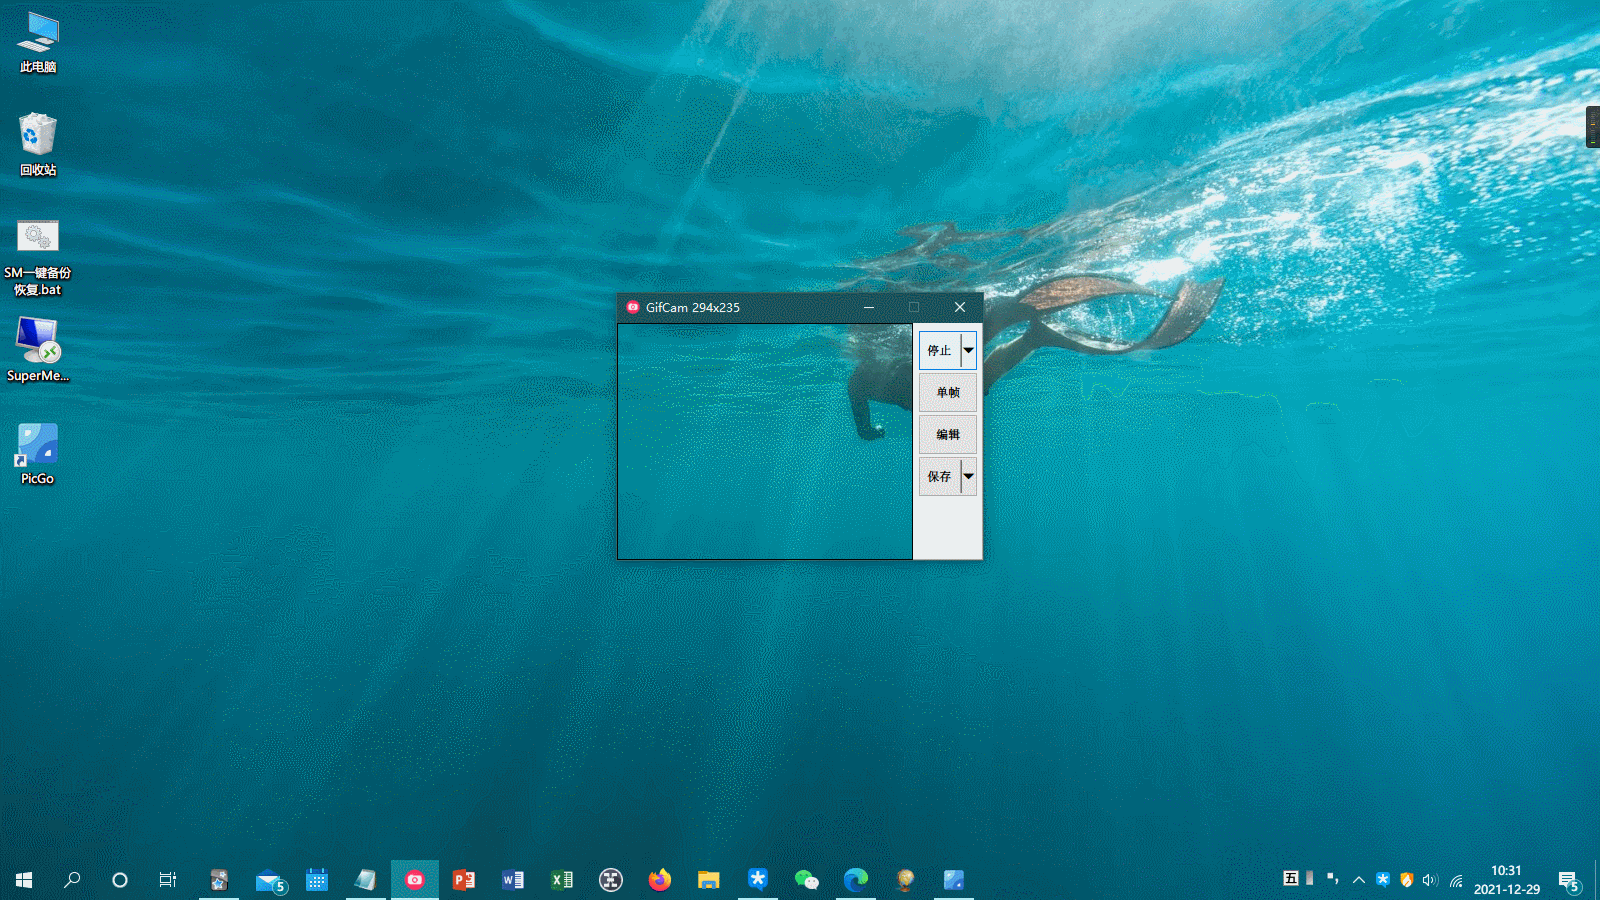 此电脑
回收站
SM一键备份
恢复.bat
SuperMe...
PicGo
GifCam 294x235
停止
单帧
编辑
保存
5
五
10:31
2021-12-29
5